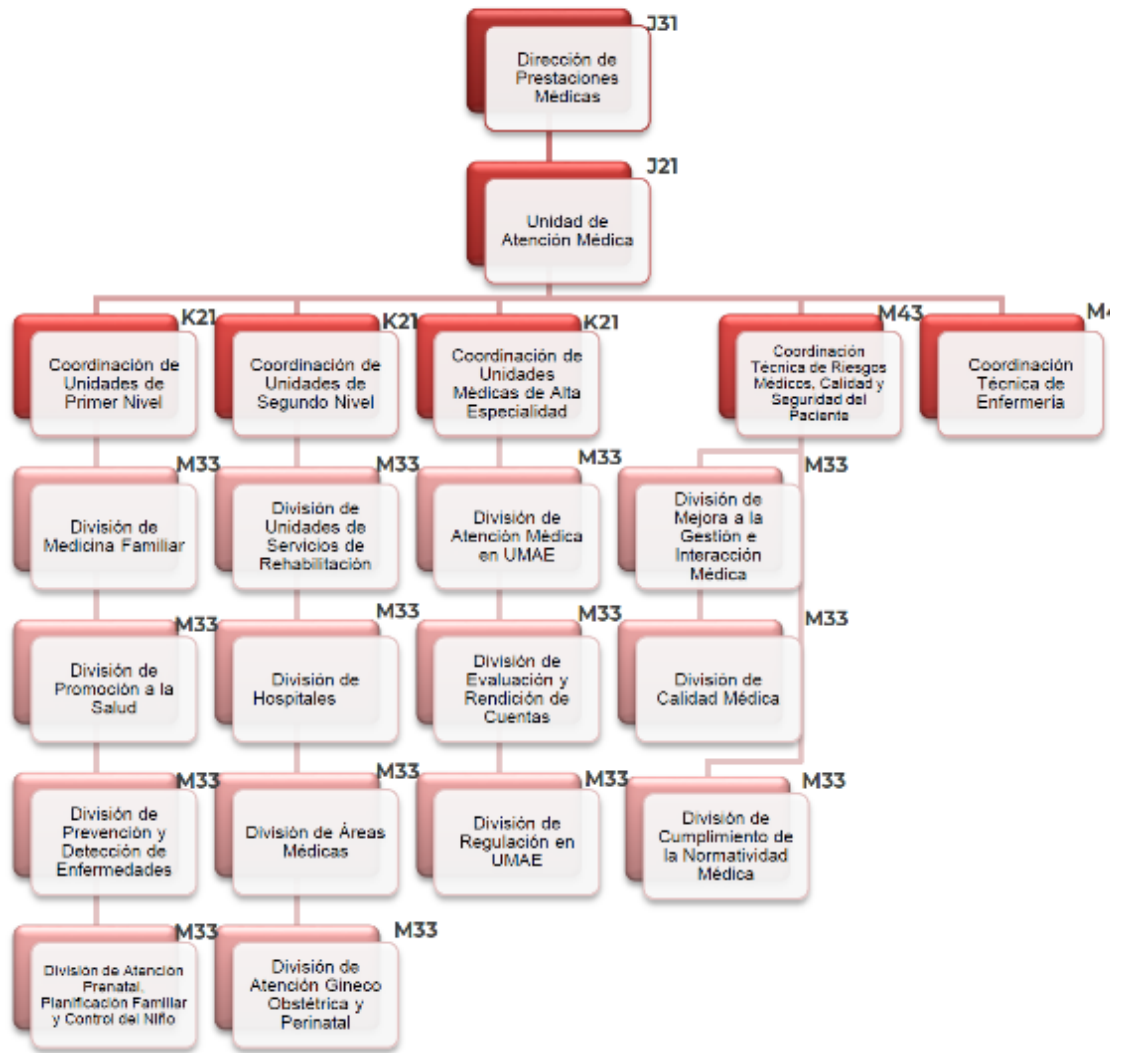 J31
Dirección de
Prestaciones
Médicas
J21
Unidad de
Atención Médica
K21
Coordinación de
Unidades de
Primer Nivel
K21
Coordinación de
Unidades de
Segundo Nivel
K21
Coordinación de
Unidades
Médicas de Alta
Especialidad
M43
Coordinación
Técnica de Riesgos
Médicos, Calidad y
Seguridad del
Paciente
Coordinación
Técnica de
Enfermería
M33
División de
Medicina Familiar
M33
División de
Unidades de
Servicios de
Rehabilitación
M33
División de
Atención Médica
en UMAE
M33
División de
Mejora a la
Gestión e
Interacción
Médica
M33
División de
Promoción a la
Salud
M33
División de
Hospitales
M33
División de
Evaluación y
Rendición de
Cuentas
M33
División de
Calidad Médica
M33
División de
Prevención y
Detección de
Enfermedades
M33
División de Áreas
Médicas
M33
División de
Regulación en
UMAE
M33
División de
Cumplimiento de
la Normatividad
Médica
M33
División de Atención
Prenatal,
Planificación Familiar
y Control del Niño
M33
División de
Atención Gineco
Obstétrica y
Perinatal